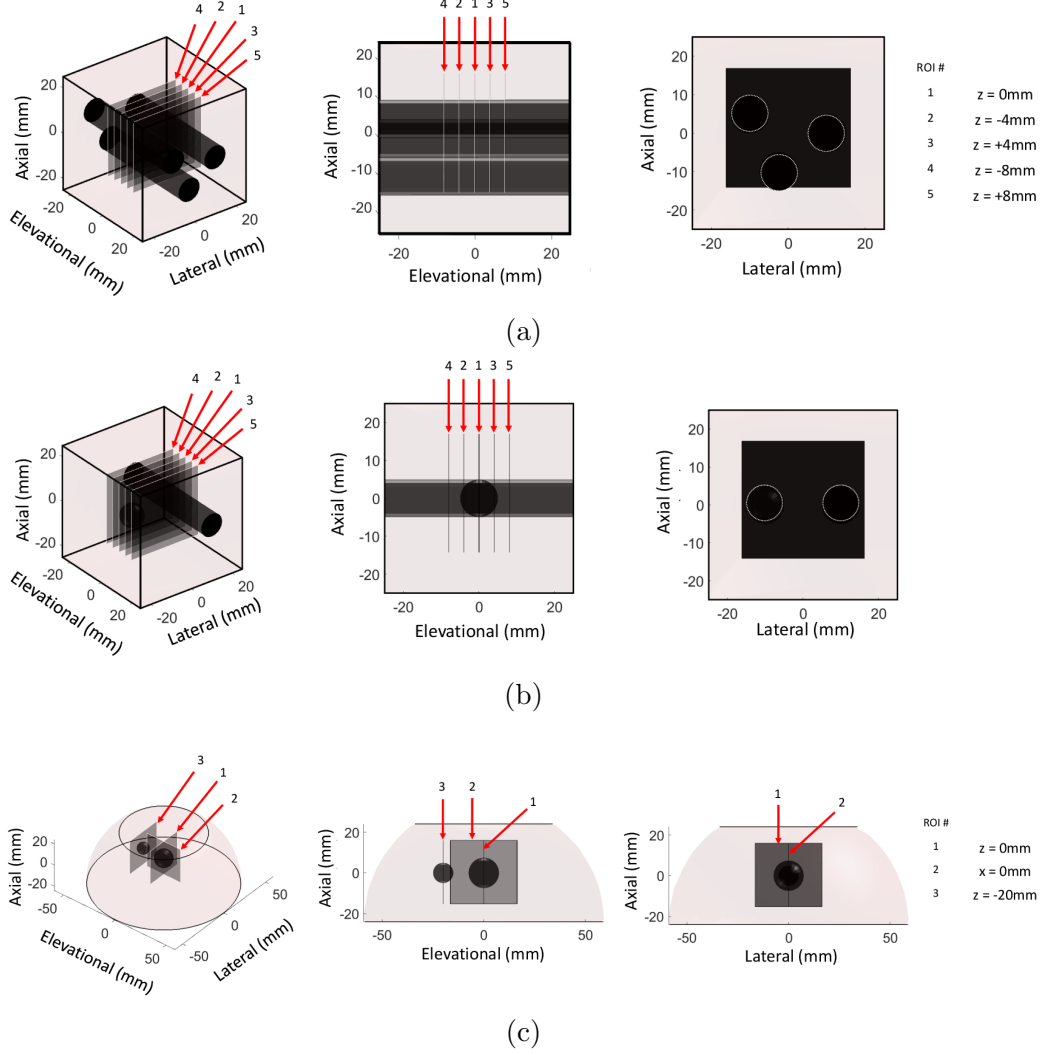 4 2 1
3
5
20
0
-20
Axial (mm)
-20
0
20
Elevational (mm)
-20
0
20
Lateral (mm)
4 2 1 3 5
20
10
0
-10
-20
Axial (mm)
-20 0 20
Elevational (mm)
20
10
0
-10
-20
Axial (mm)
-20 0 20
Lateral (mm)
ROI #
1 z = 0mm
2 z = -4mm
3 z = +4mm
4 z = -8mm
5 z = +8mm
(a)
4 2 1
3
5
20
0
-20
Axial (mm)
-20
0
20
Elevational (mm)
-20
0
20
Lateral (mm)
4 2 1 3 5
20
10
0
-10
-20
Axial (mm)
-20 0 20
Elevational (mm)
20
10
0
-10
-20
Axial (mm)
-20 0 20
Lateral (mm)
(b)
3
1
2
20
0
-20
Axial (mm)
-50
0
50
Elevational (mm)
-50
0
50
Lateral (mm)
3 2
1
20
0
-20
Axial (mm)
-50 0 50
Elevational (mm)
1
2
20
0
-20
Axial (mm)
-50 0 50
Lateral (mm)
ROI #
1 z = 0mm
2 x = 0mm
3 z = -20mm
(c)